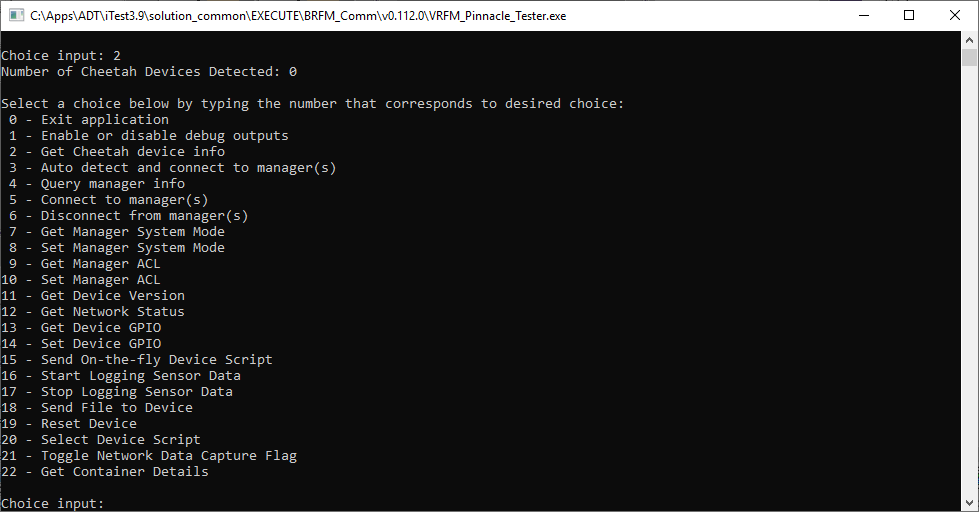 C:\Apps\ADT\iTest3.9\solution_common\EXECUTE\BRFM_Comm\v0.112.0\VRFM_Pinnacle_Tester.exe
Choice input: 2
Number of Cheetah Devices Detected: 0
Select a choice below by typing the number that corresponds to desired choice:
0 - Exit application
1 - Enable or disable debug outputs
2 - Get Cheetah device info
3 - Auto detect and connect to manager(s)
4 - Query manager info
5 - Connect to manager(s)
6 - Disconnect from manager(s)
7 - Get Manager System Mode
8 - Set Manager System Mode
9 - Get Manager ACL
10 - Set Manager ACL
11 - Get Device Version
12 - Get Network Status
13 - Get Device GPIO
14 - Set Device GPIO
15 - Send On-the-fly Device Script
16 - Start Logging Sensor Data
17 - Stop Logging Sensor Data
18 - Send File to Device
19 - Reset Device
20 - Select Device Script
21 - Toggle Network Data Capture Flag
22 - Get Container Details
Choice input: